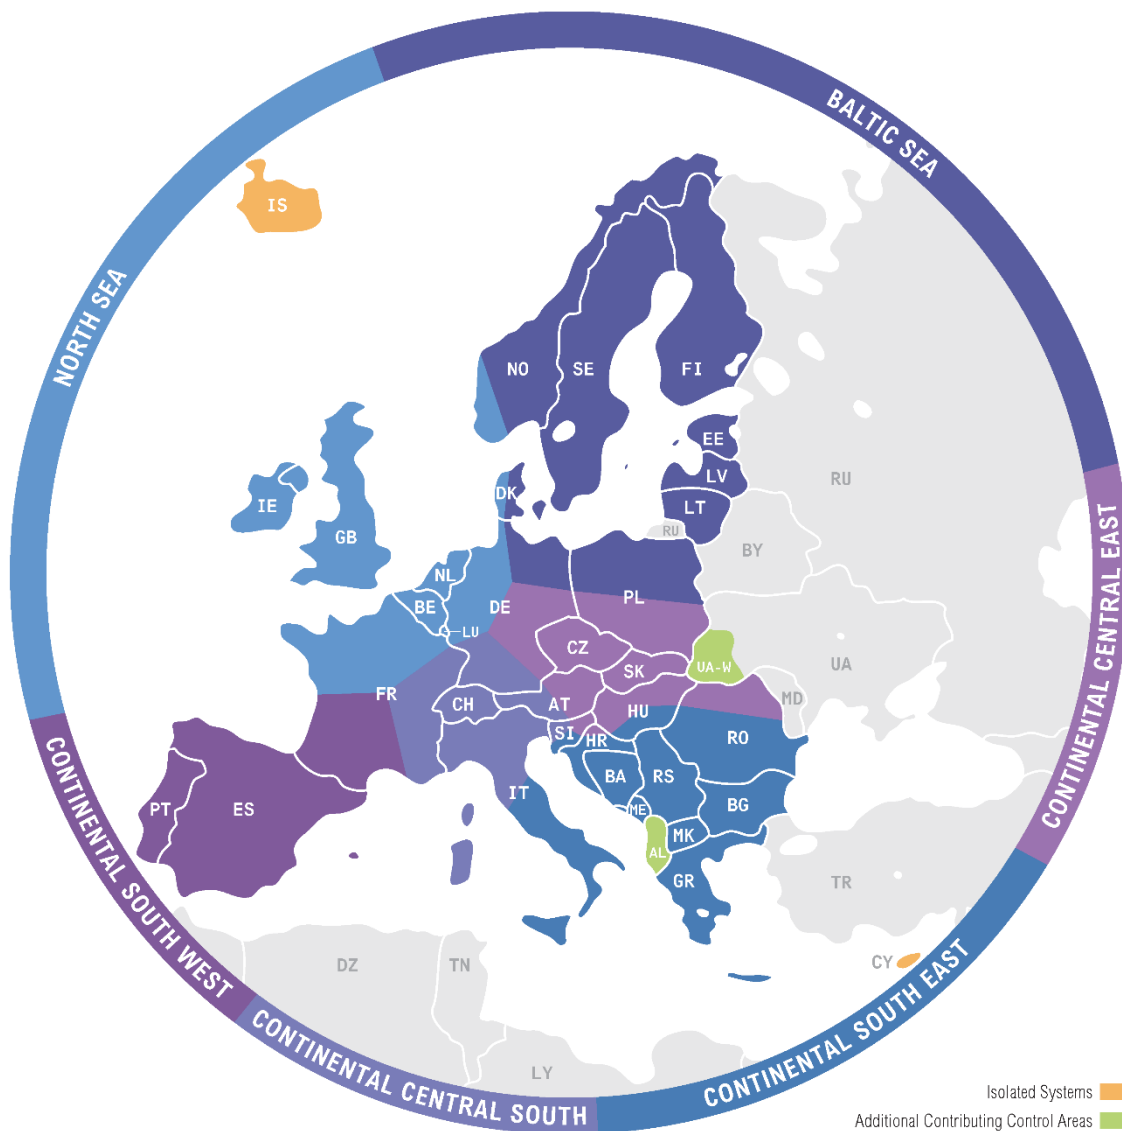 BALTIC SEA
NORTH SEA
IS
NO
SE
FI
EE
LV
LT
RU
RU
DK
IE
GB
BY
NL
BE
DE
PL
LU
CZ
UA-W
UA
SK
FR
CH
AT
HU
MD
SI
HR
RO
BA
RS
IT
PT
ES
ME
BG
MK
AL
GR
TR
CONTINENTAL CENTRAL EAST
CONTINENTAL SOUTH WEST
DZ
TN
CY
LY
CONTINENTAL CENTRAL SOUTH
CONTINENTAL SOUTH EAST
Isolated Systems
Additional Contributing Control Areas